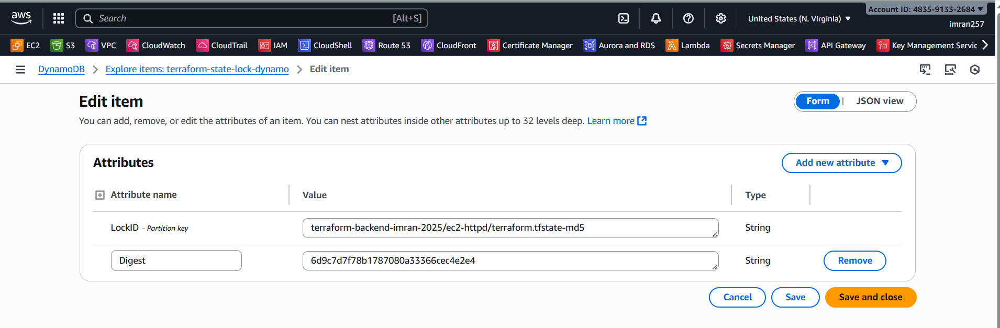 aws
Search [Alt+S]
United States (N. Virginia)
Account ID: 4835-9133-2684
imran257
EC2 S3 VPC CloudWatch CloudTrail IAM CloudShell Route 53 CloudFront Certificate Manager Aurora and RDS Lambda Secrets Manager API Gateway Key Management Servic
DynamoDB Explore items: terraform-state-lock-dynamo Edit item
Edit item
Form | JSON view
You can add, remove, or edit the attributes of an item. You can nest attributes inside other attributes up to 32 levels deep. Learn more
Attributes
Add new attribute
Attribute name Value Type
LockID - Partition key terraform-backend-imran-2025/ec2-httpd/terraform.tfstate-md5 String
Digest 6d9c7d7f78b1787080a33366cec4e2e4 String Remove
Cancel Save Save and close